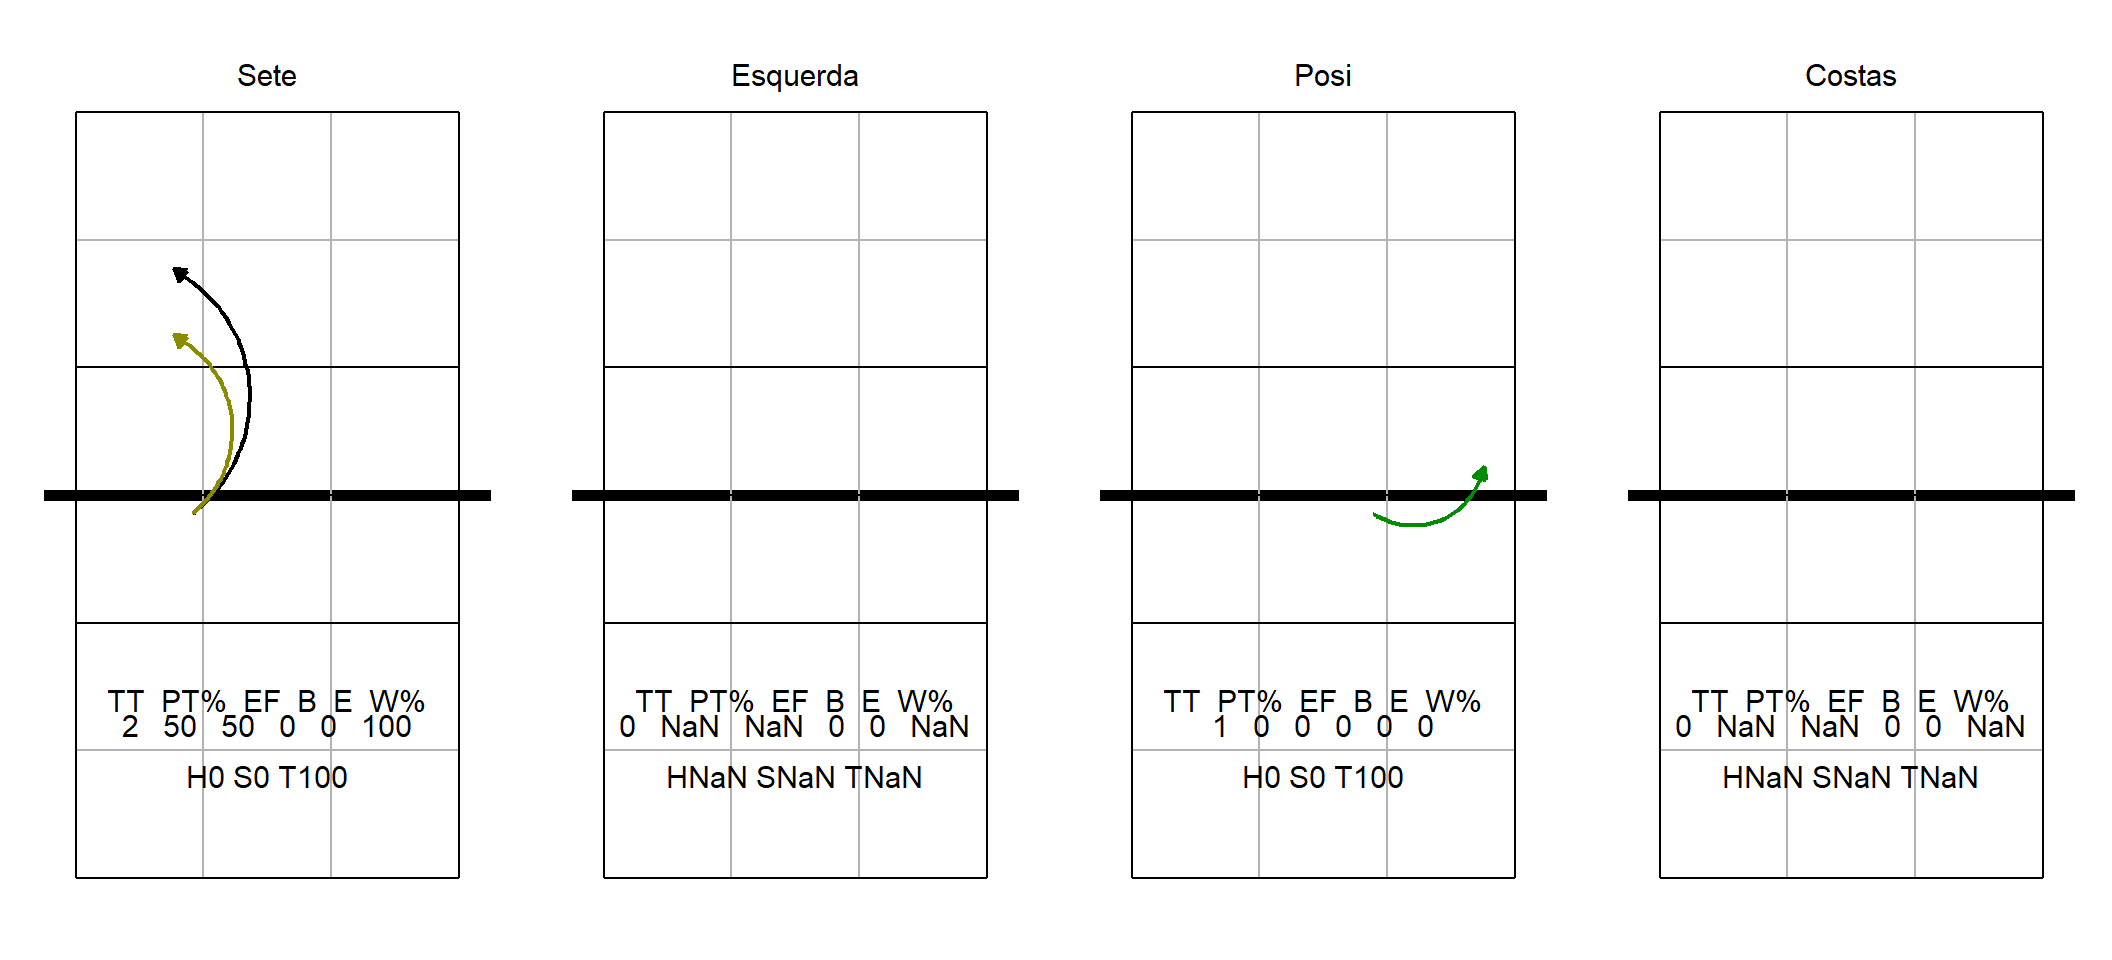 Sete
TT PT% EF B E W%
2 50 50 0 0 100
H0 S0 T100
Esquerda
TT PT% EF B E W%
0 NaN NaN 0 0 NaN
HNaN SNaN TNaN
Posi
TT PT% EF B E W%
1 0 0 0 0 0
H0 S0 T100
Costas
TT PT% EF B E W%
0 NaN NaN 0 0 NaN
HNaN SNaN TNaN